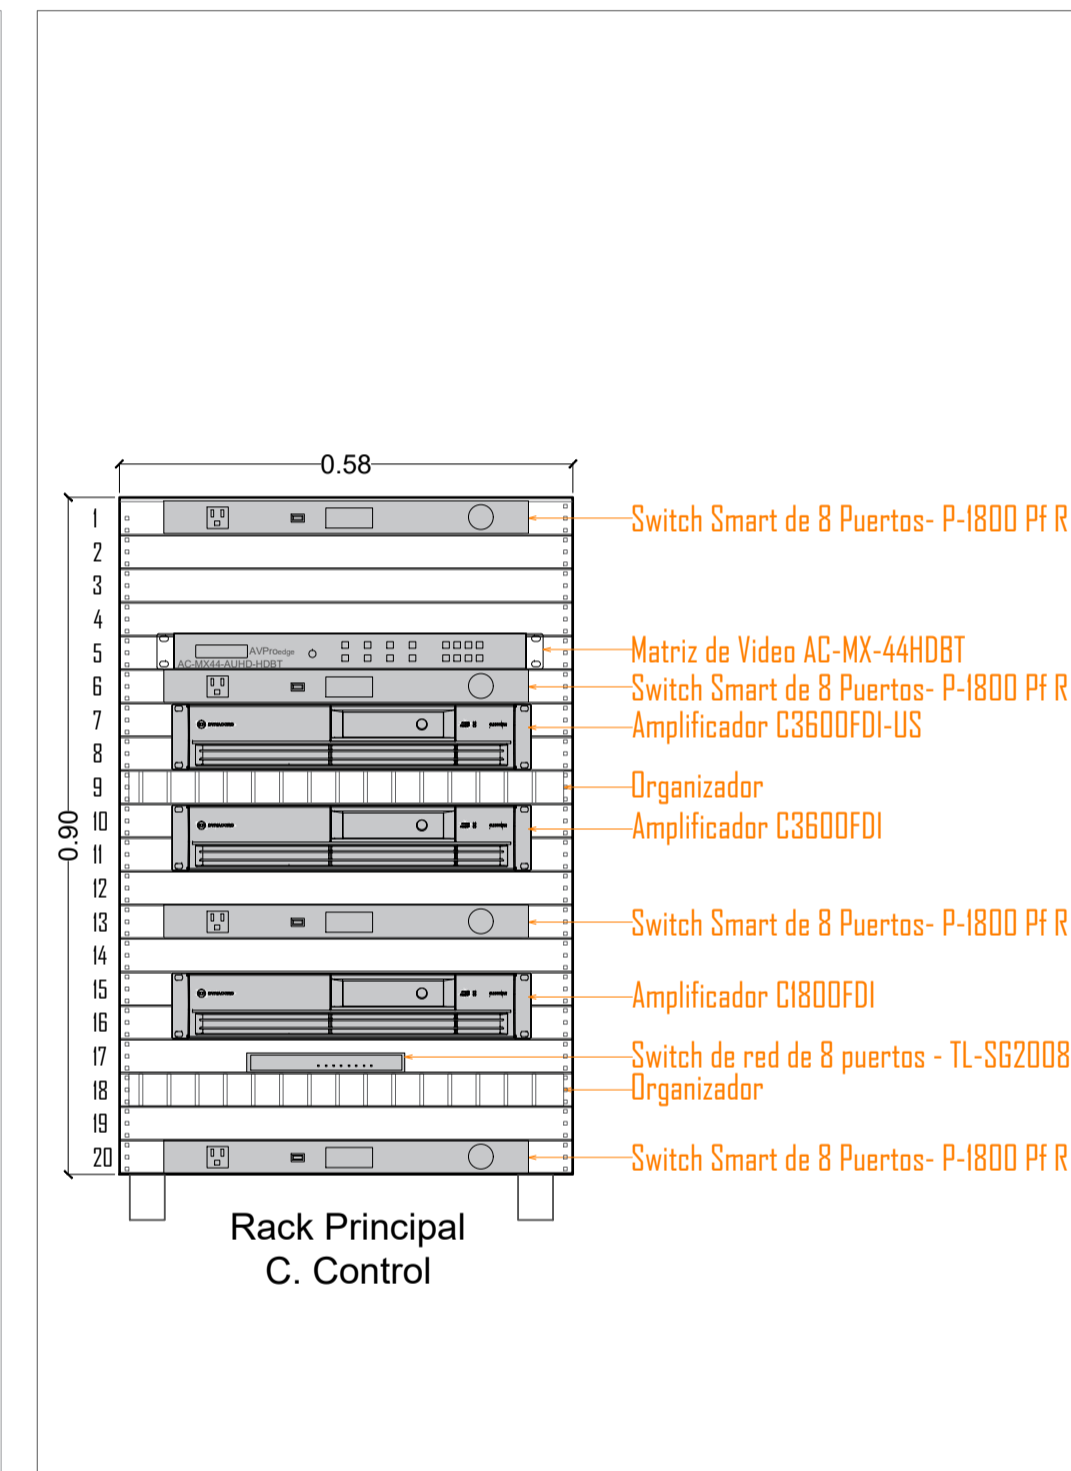 0.58
0.90
1 Switch Smart de 8 Puertos- P-1800 Pf R
2
3
4
5 AVProedge AC-MX44-AUHD-HDBT Matriz de Video AC-MX-44HDBT
6 Switch Smart de 8 Puertos- P-1800 Pf R
7 Amplificador C3600FDI-US
8
9 Organizador
10 Amplificador C3600FDI
11
12
13 Switch Smart de 8 Puertos- P-1800 Pf R
14
15 Amplificador C1800FDI
16
17 Switch de red de 8 puertos - TL-SG2008
18 Organizador
19
20 Switch Smart de 8 Puertos- P-1800 Pf R
Rack Principal
C. Control